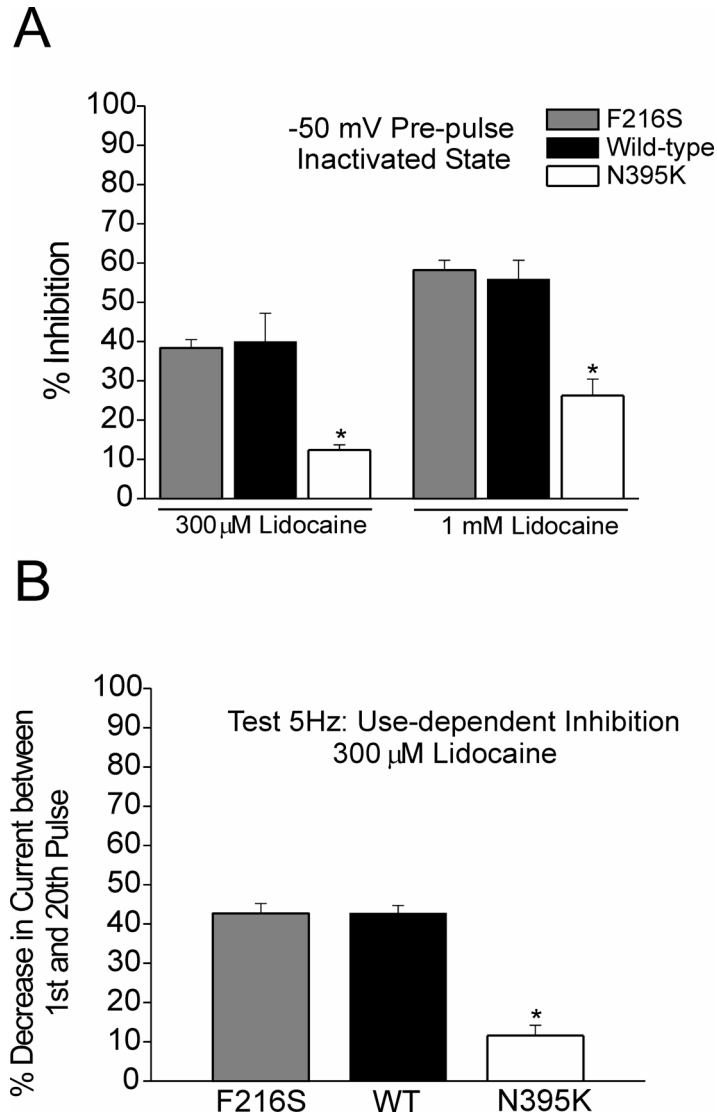 A
-50 mV Pre-pulse
Inactivated State
F216S
Wild-type
N395K
% Inhibition
100
90
80
70
60
50
40
30
20
10
0
*
*
300 µM Lidocaine
1 mM Lidocaine
B
Test 5Hz: Use-dependent Inhibition
300 µM Lidocaine
% Decrease in Current between
1st and 20th Pulse
100
90
80
70
60
50
40
30
20
10
0
*
F216S
WT
N395K